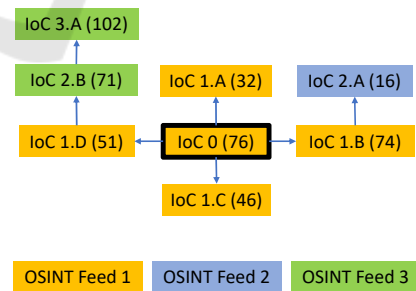 IoC 3.A (102)
IoC 2.B (71)
IoC 1.A (32)
IoC 2.A (16)
IoC 1.D (51)
IoC 0 (76)
IoC 1.B (74)
IoC 1.C (46)
OSINT Feed 1
OSINT Feed 2
OSINT Feed 3